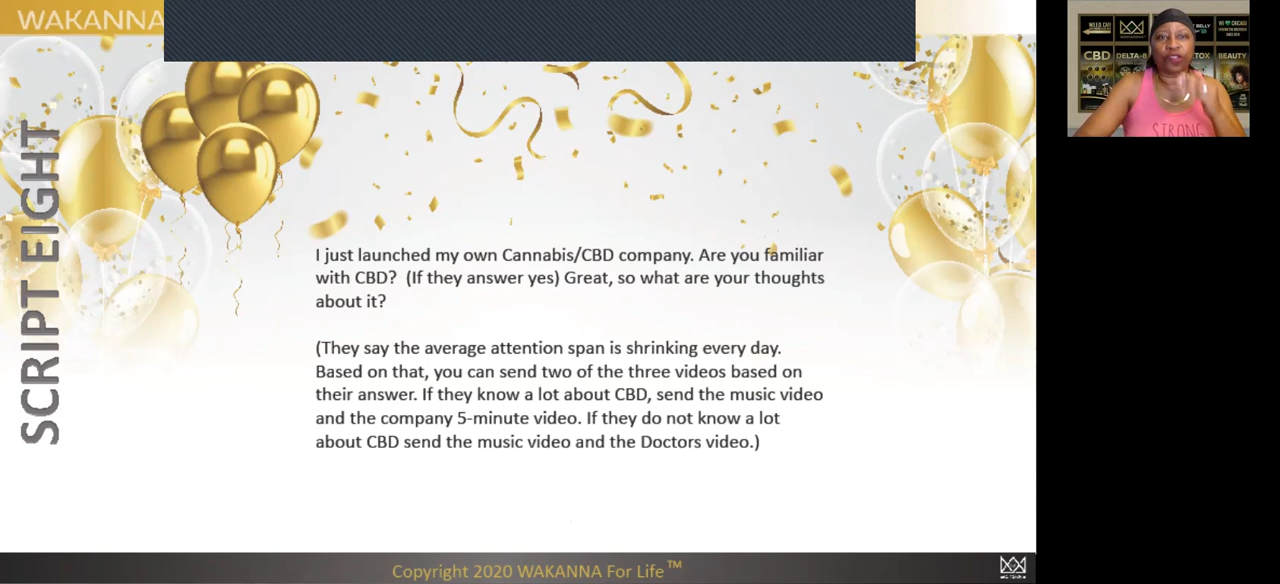 WAKANNA
SCRIPT EIGHT
I just launched my own Cannabis/CBD company. Are you familiar
with CBD?  (If they answer yes) Great, so what are your thoughts
about it?
(They say the average attention span is shrinking every day.
Based on that, you can send two of the three videos based on
their answer. If they know a lot about CBD, send the music video
and the company 5-minute video. If they do not know a lot
about CBD send the music video and the Doctors video.)
Copyright 2020 WAKANNA For Life™
CBD
DELTA-8
BEAUTY
STRONG